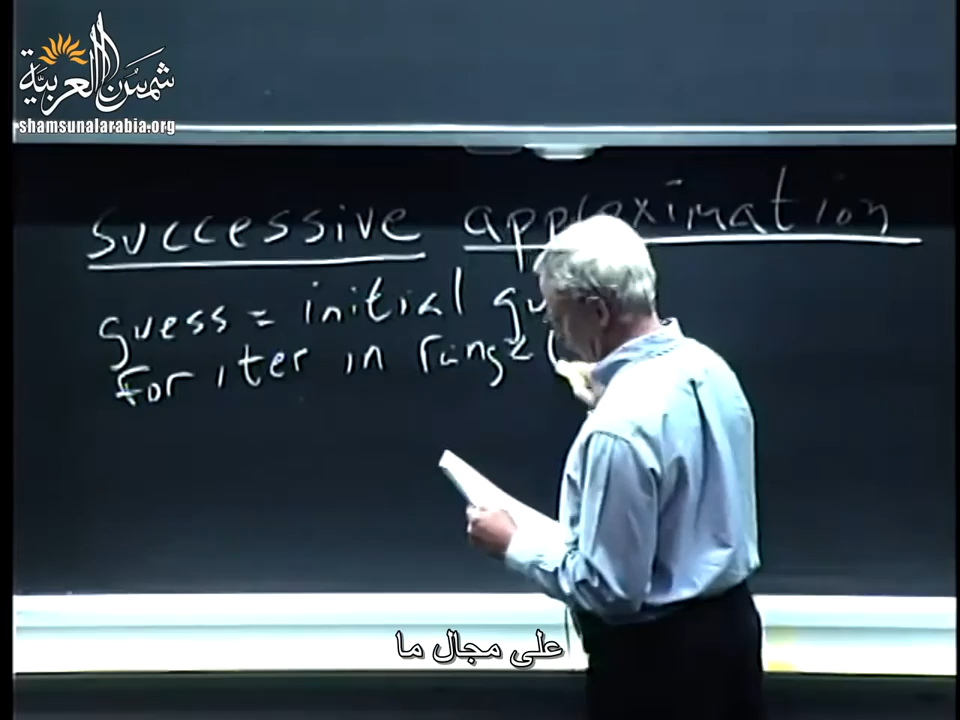 شمس العربية
shamsunalarabia.org
successive approximation
guess = initial
for iter in range (
على مجال ما